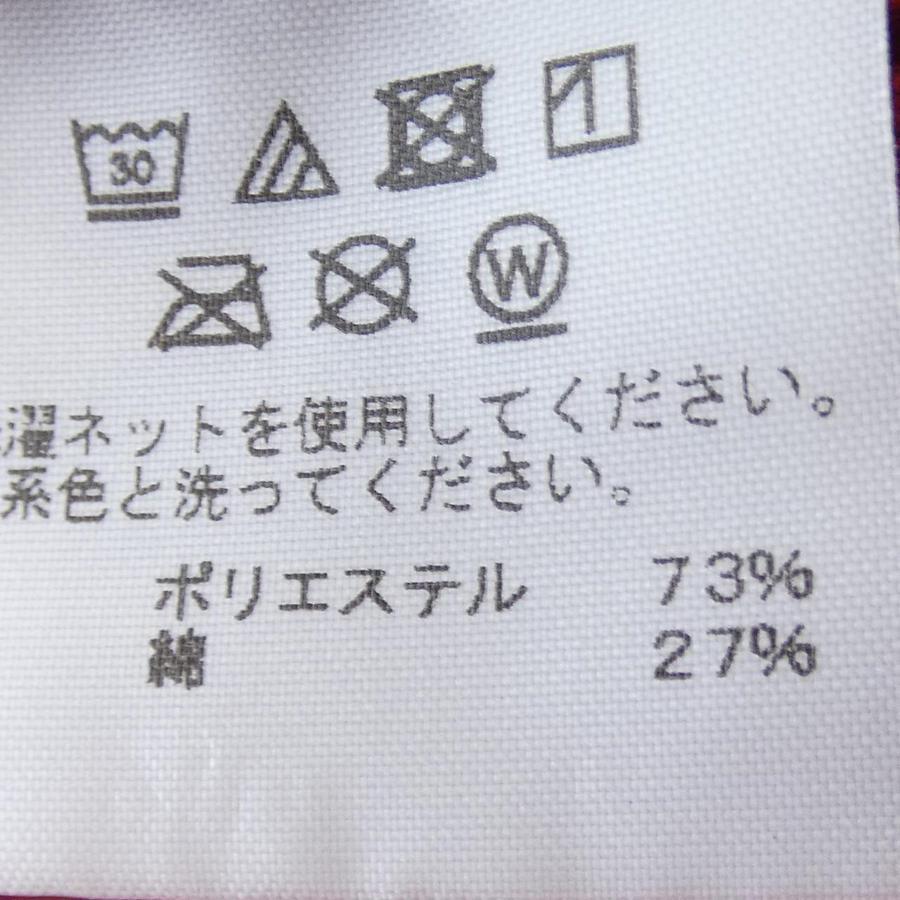 30
W
濯ネットを使用してください。
系色と洗ってください。
ポリエステル 73%
綿 27%